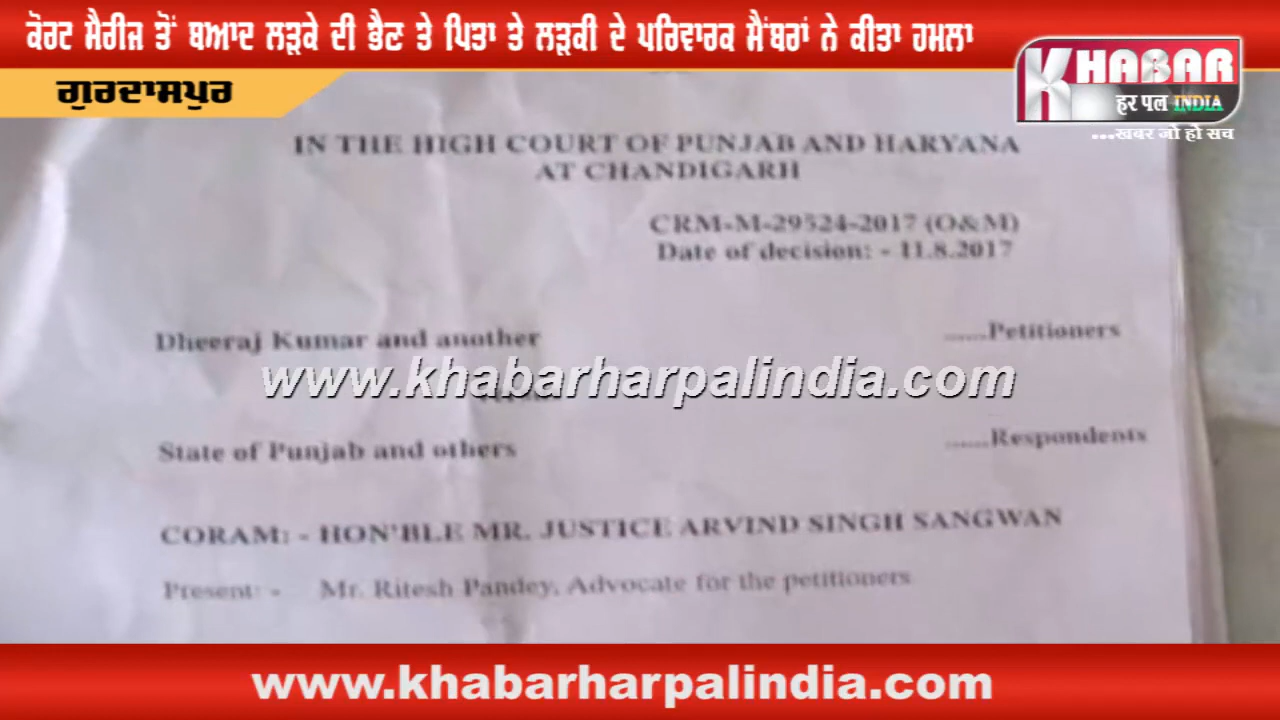 ਕੋਰਟ ਮੈਰੀਜ਼ ਤੋਂ ਬਆਦ ਲੜਕੇ ਦੀ ਭੈਣ ਤੇ ਪਿਤਾ ਤੇ ਲੜਕੀ ਦੇ ਪਰਿਵਾਰਕ ਮੈਂਬਰਾਂ ਨੇ ਕੀਤਾ ਹਮਲਾ
KHABAR
हर पल INDIA
...खबर जो हो सच
ਗੁਰਦਾਸਪੁਰ
IN THE HIGH COURT OF PUNJAB AND HARYANA
AT CHANDIGARH
CRM-M-29524-2017 (O&M)
Date of decision: - 11.8.2017
Dheeraj Kumar and another ......Petitioners
www.khabarharpalindia.com
State of Punjab and others ......Respondents
CORAM: - HON'BLE MR. JUSTICE ARVIND SINGH SANGWAN
Present: - Mr. Ritesh Pandey, Advocate for the petitioners
www.khabarharpalindia.com